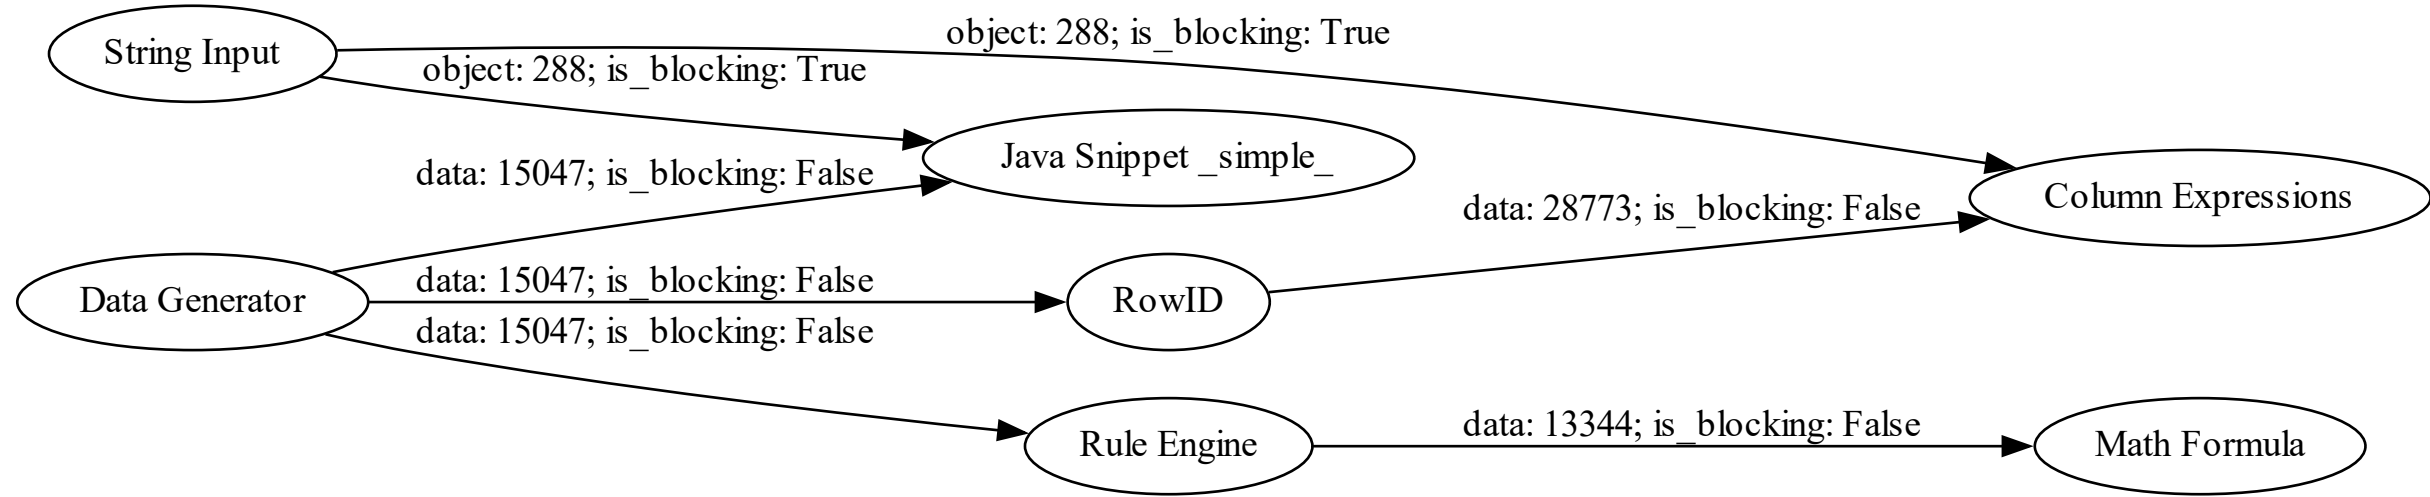 String Input
object: 288; is_blocking: True
object: 288; is_blocking: True
Java Snippet _simple_
data: 15047; is_blocking: False
Column Expressions
data: 28773; is_blocking: False
Data Generator
data: 15047; is_blocking: False
RowID
data: 15047; is_blocking: False
Rule Engine
data: 13344; is_blocking: False
Math Formula